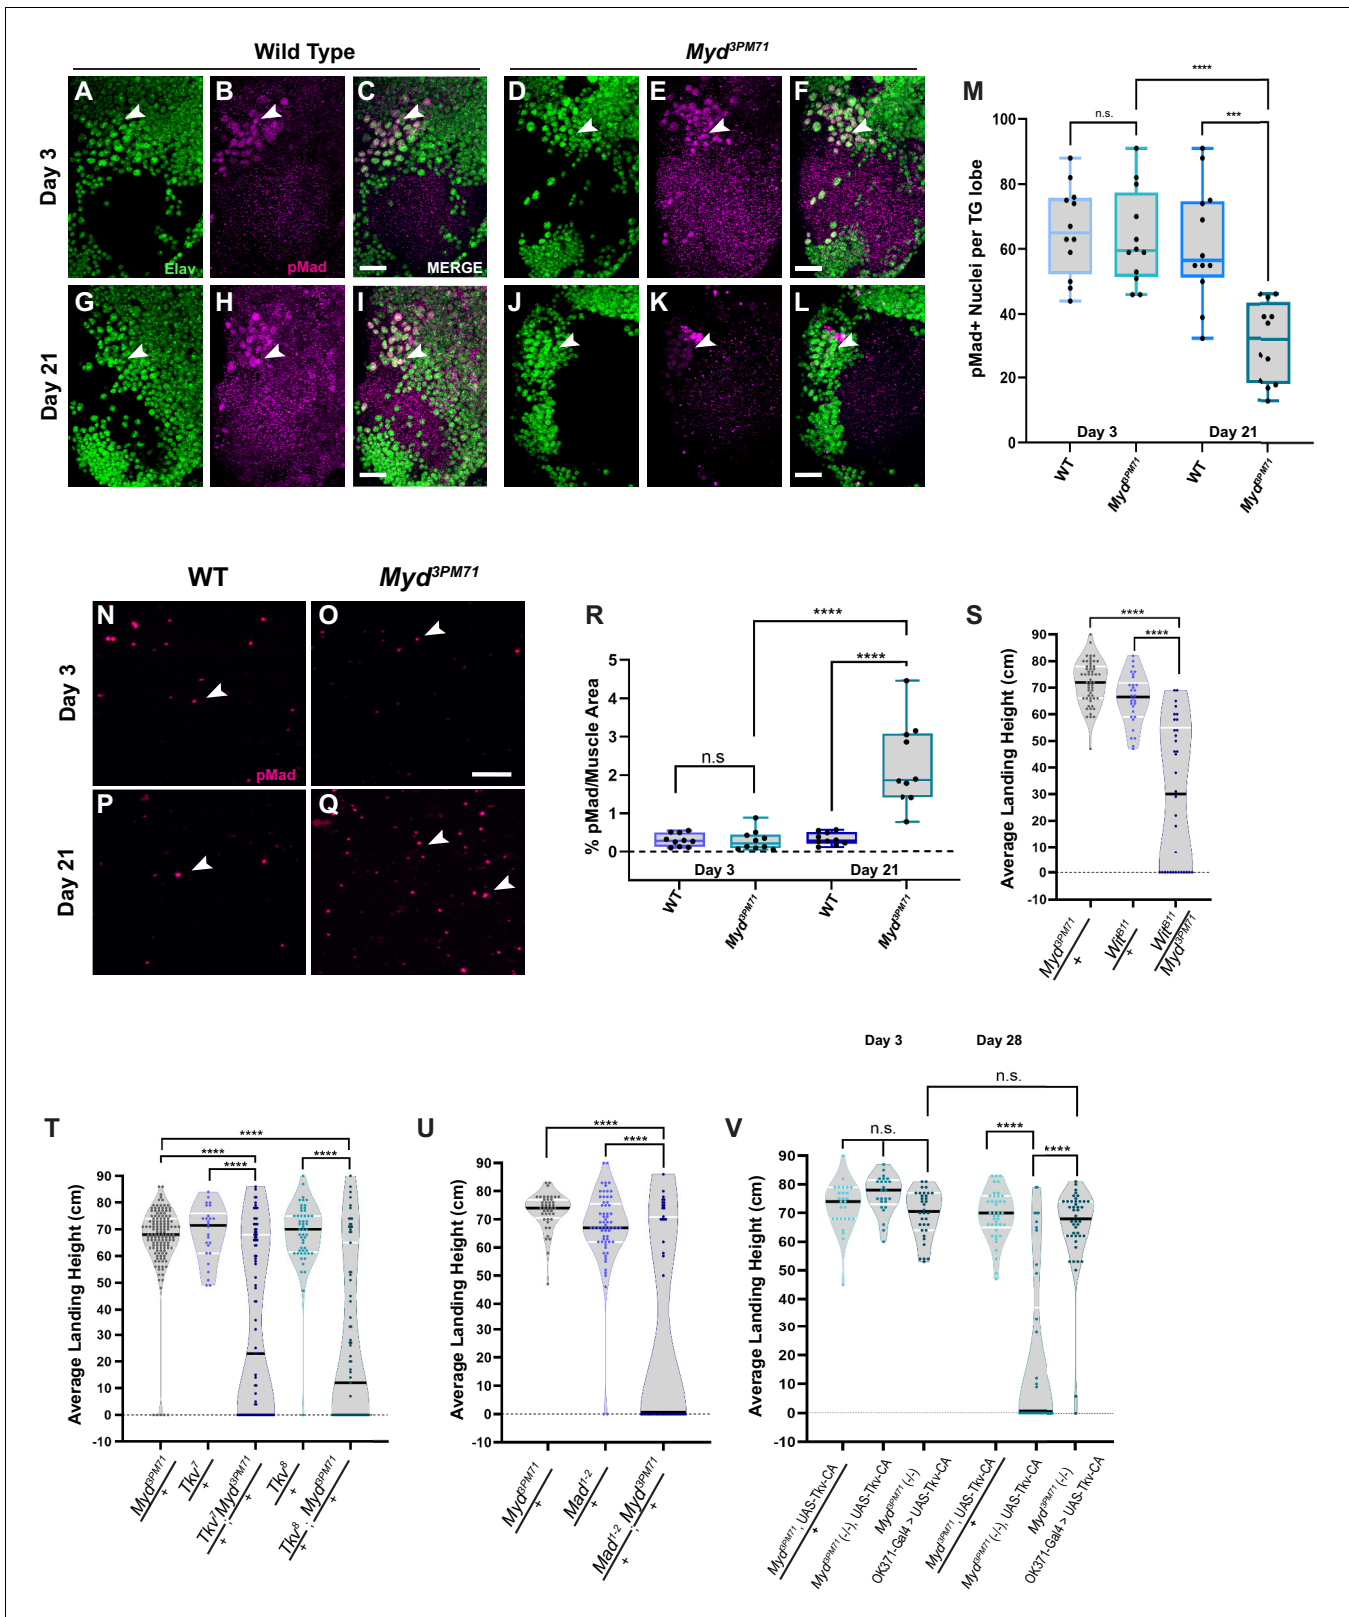 Wild Type
Myd3PM71
Day 3
A
Elav
B
pMad
C
MERGE
D
E
F
Day 21
G
H
I
J
K
L
M
****
n.s.
***
pMad+ Nuclei per TG lobe
100
80
60
40
20
0
Day 3
Day 21
WT
Myd3PM71
WT
Myd3PM71
WT
Myd3PM71
Day 3
N
pMad
O
Day 21
P
Q
R
****
****
n.s
% pMad/Muscle Area
5
4
3
2
1
0
Day 3
Day 21
WT
Myd3PM71
WT
Myd3PM71
S
****
****
Average Landing Height (cm)
90
80
70
60
50
40
30
20
10
0
-10
Myd3PM71
+
WitB11
+
WitB11
Myd3PM71
T
****
****
****
****
Average Landing Height (cm)
90
80
70
60
50
40
30
20
10
0
-10
Myd3PM71
+
Tkv7
+
Tkv7;Myd3PM71
+ +
Tkv8
+
Tkv8; Myd3PM71
+ +
U
****
****
Average Landing Height (cm)
90
80
70
60
50
40
30
20
10
0
-10
Myd3PM71
+
Mad1-2
+
Mad1-2; Myd3PM71
+ +
V
Day 3
Day 28
n.s.
n.s.
****
****
Average Landing Height (cm)
90
80
70
60
50
40
30
20
10
0
-10
Myd3PM71, UAS-Tkv-CA
+
Myd3PM71 (-/-), UAS-Tkv-CA
Myd3PM71 (-/-)
OK371-Gal4 > UAS-Tkv-CA
Myd3PM71, UAS-Tkv-CA
+
Myd3PM71 (-/-), UAS-Tkv-CA
Myd3PM71 (-/-)
OK371-Gal4 > UAS-Tkv-CA